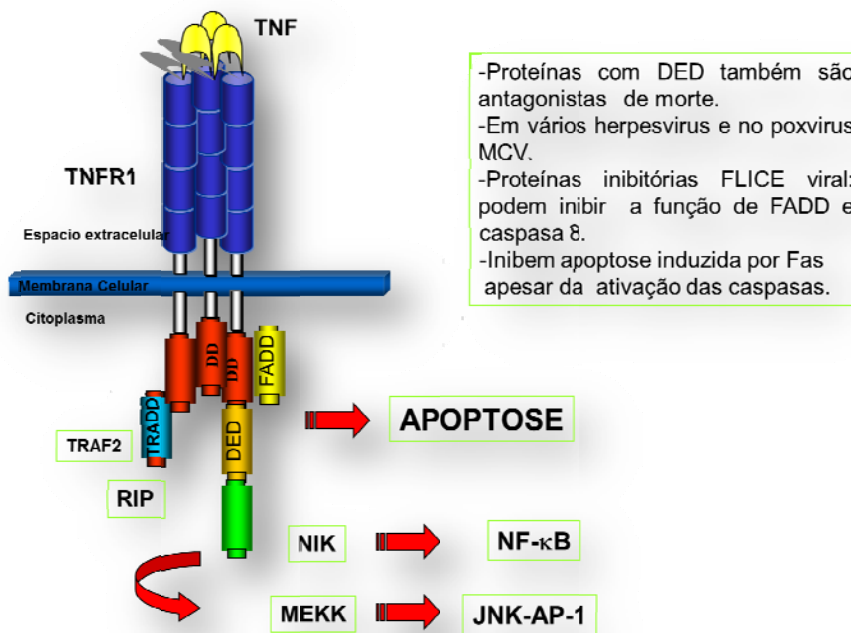 TNF
-Proteínas com DED também são
antagonistas de morte.
-Em vários herpesvirus e no poxvirus
MCV.
-Proteínas inibitórias FLICE viral:
podem inibir a função de FADD e
caspasa 8.
-Inibem apoptose induzida por Fas
apesar da ativação das caspasas.
TNFR1
Espacio extracelular
Membrana Celular
Citoplasma
DD
DD
FADD
TRADD
DED
TRAF2
APOPTOSE
RIP
NIK
NF-κB
MEKK
JNK-AP-1